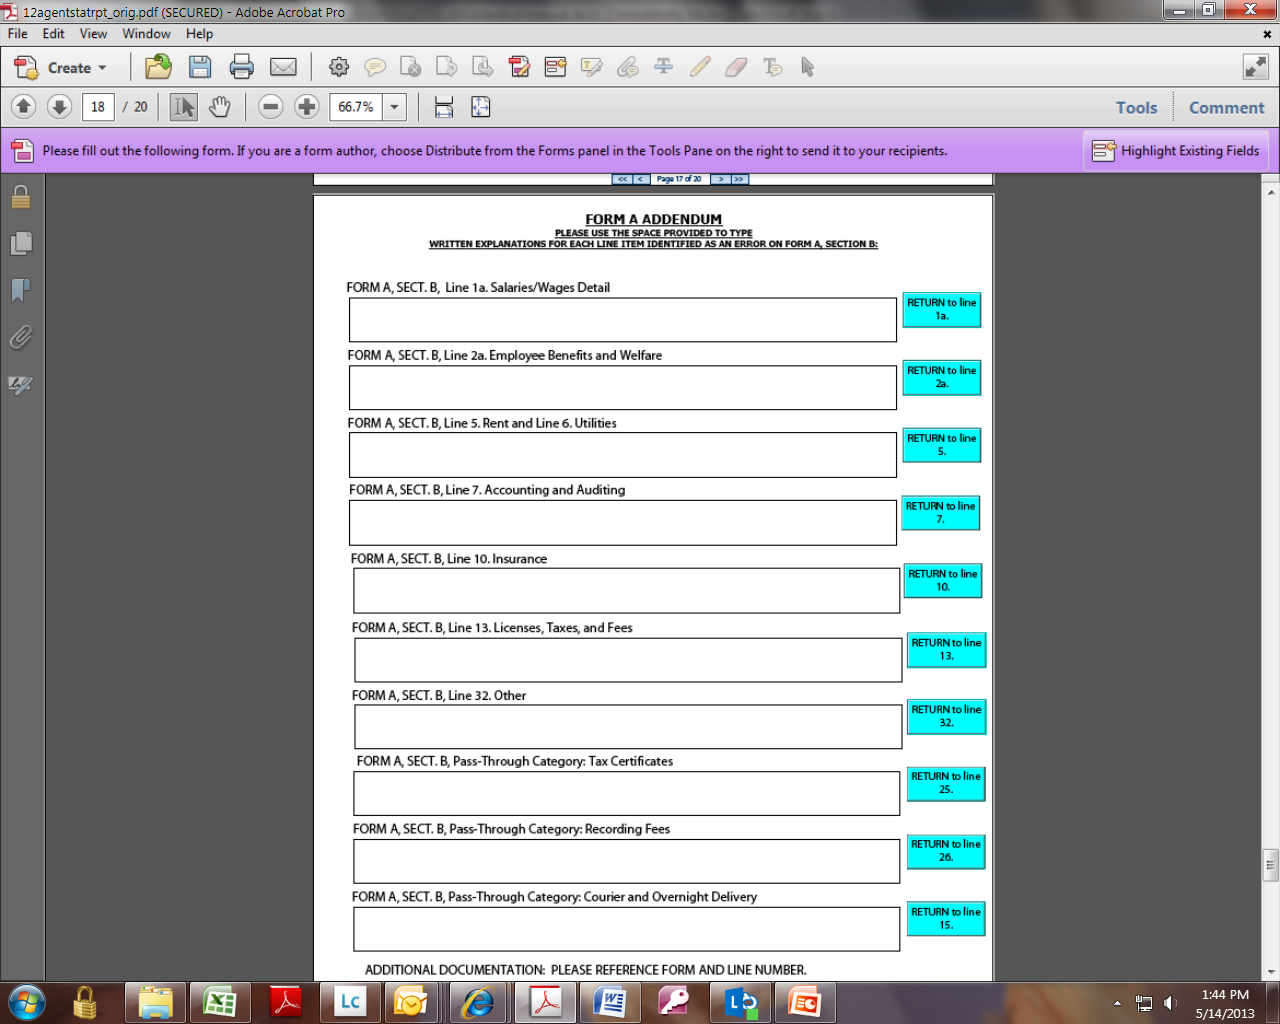 12agentstatrpt_orig.pdf (SECURED) - Adobe Acrobat Pro
File Edit View Window Help
Create
18 / 20 66.7% Tools Comment
Please fill out the following form. If you are a form author, choose Distribute from the Forms panel in the Tools Pane on the right to send it to your recipients. Highlight Existing Fields
<< < Page 17 of 20 > >>
FORM A ADDENDUM
PLEASE USE THE SPACE PROVIDED TO TYPE
WRITTEN EXPLANATIONS FOR EACH LINE ITEM IDENTIFIED AS AN ERROR ON FORM A, SECTION B:
FORM A, SECT. B, Line 1a. Salaries/Wages Detail
RETURN to line
1a.
FORM A, SECT. B, Line 2a. Employee Benefits and Welfare
RETURN to line
2a.
FORM A, SECT. B, Line 5. Rent and Line 6. Utilities
RETURN to line
5.
FORM A, SECT. B, Line 7. Accounting and Auditing
RETURN to line
7.
FORM A, SECT. B, Line 10. Insurance
RETURN to line
10.
FORM A, SECT. B, Line 13. Licenses, Taxes, and Fees
RETURN to line
13.
FORM A, SECT. B, Line 32. Other
RETURN to line
32.
FORM A, SECT. B, Pass-Through Category: Tax Certificates
RETURN to line
25.
FORM A, SECT. B, Pass-Through Category: Recording Fees
RETURN to line
26.
FORM A, SECT. B, Pass-Through Category: Courier and Overnight Delivery
RETURN to line
15.
ADDITIONAL DOCUMENTATION: PLEASE REFERENCE FORM AND LINE NUMBER.
Lc
1:44 PM
5/14/2013